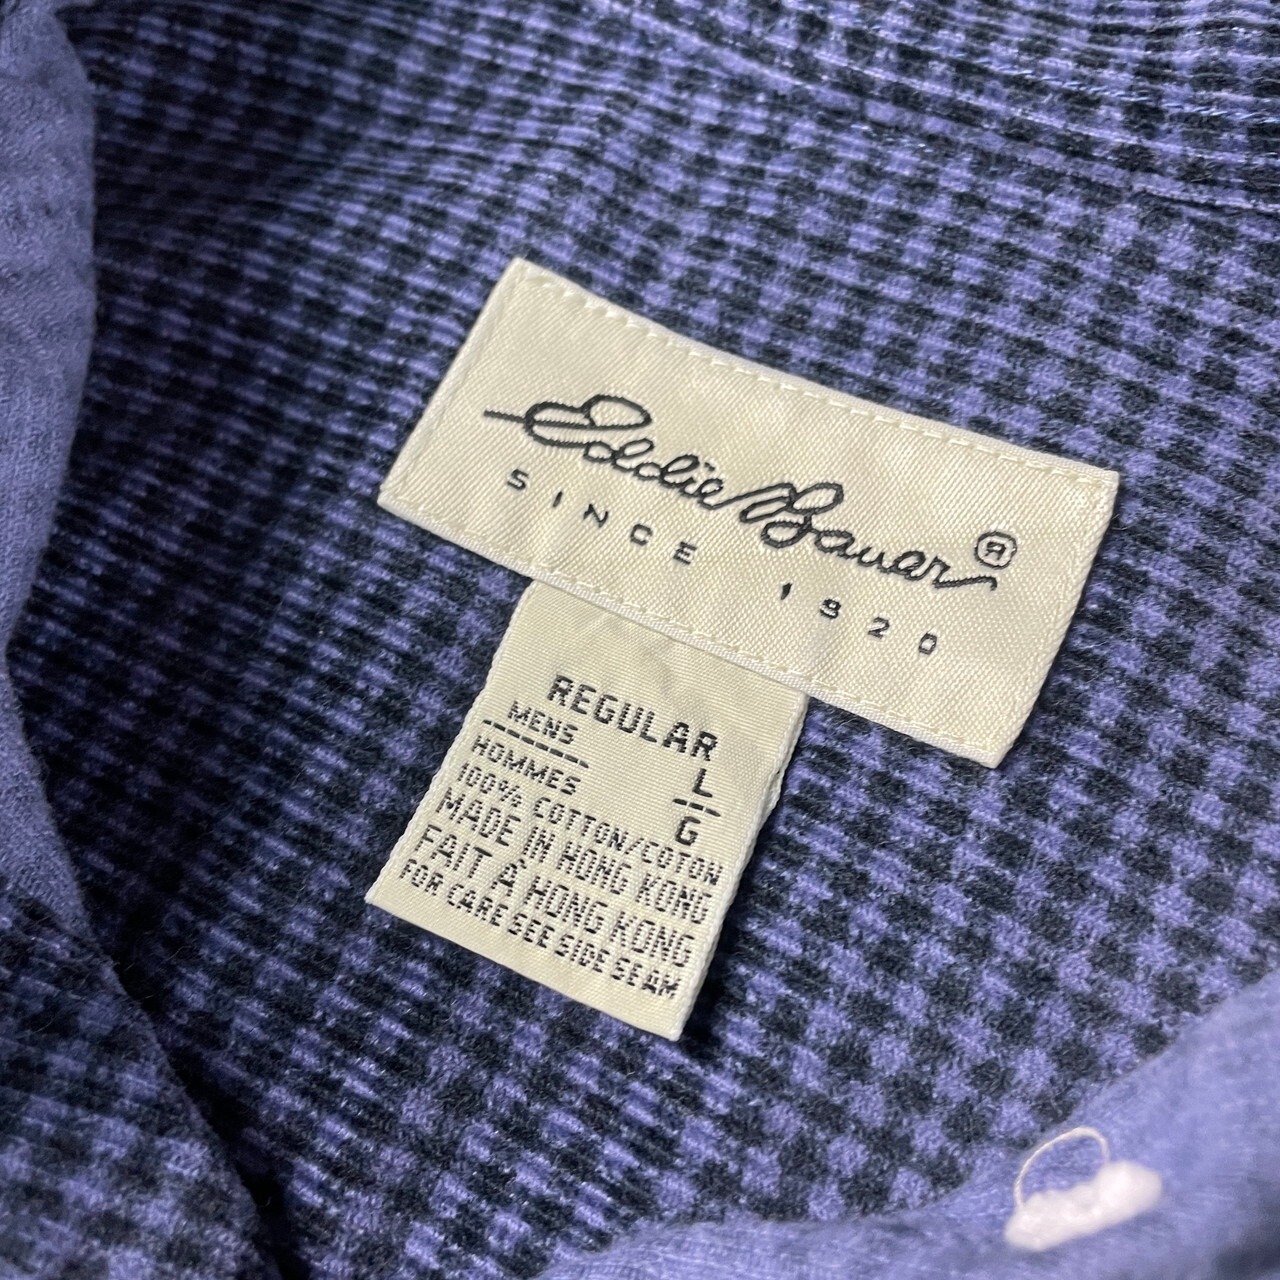 Eddie Bauer®
SINCE 1920
REGULAR
MENS L
HOMMES G
100% COTTON/COTON
MADE IN HONG KONG
FAIT À HONG KONG
FOR CARE SEE SIDE SEAM